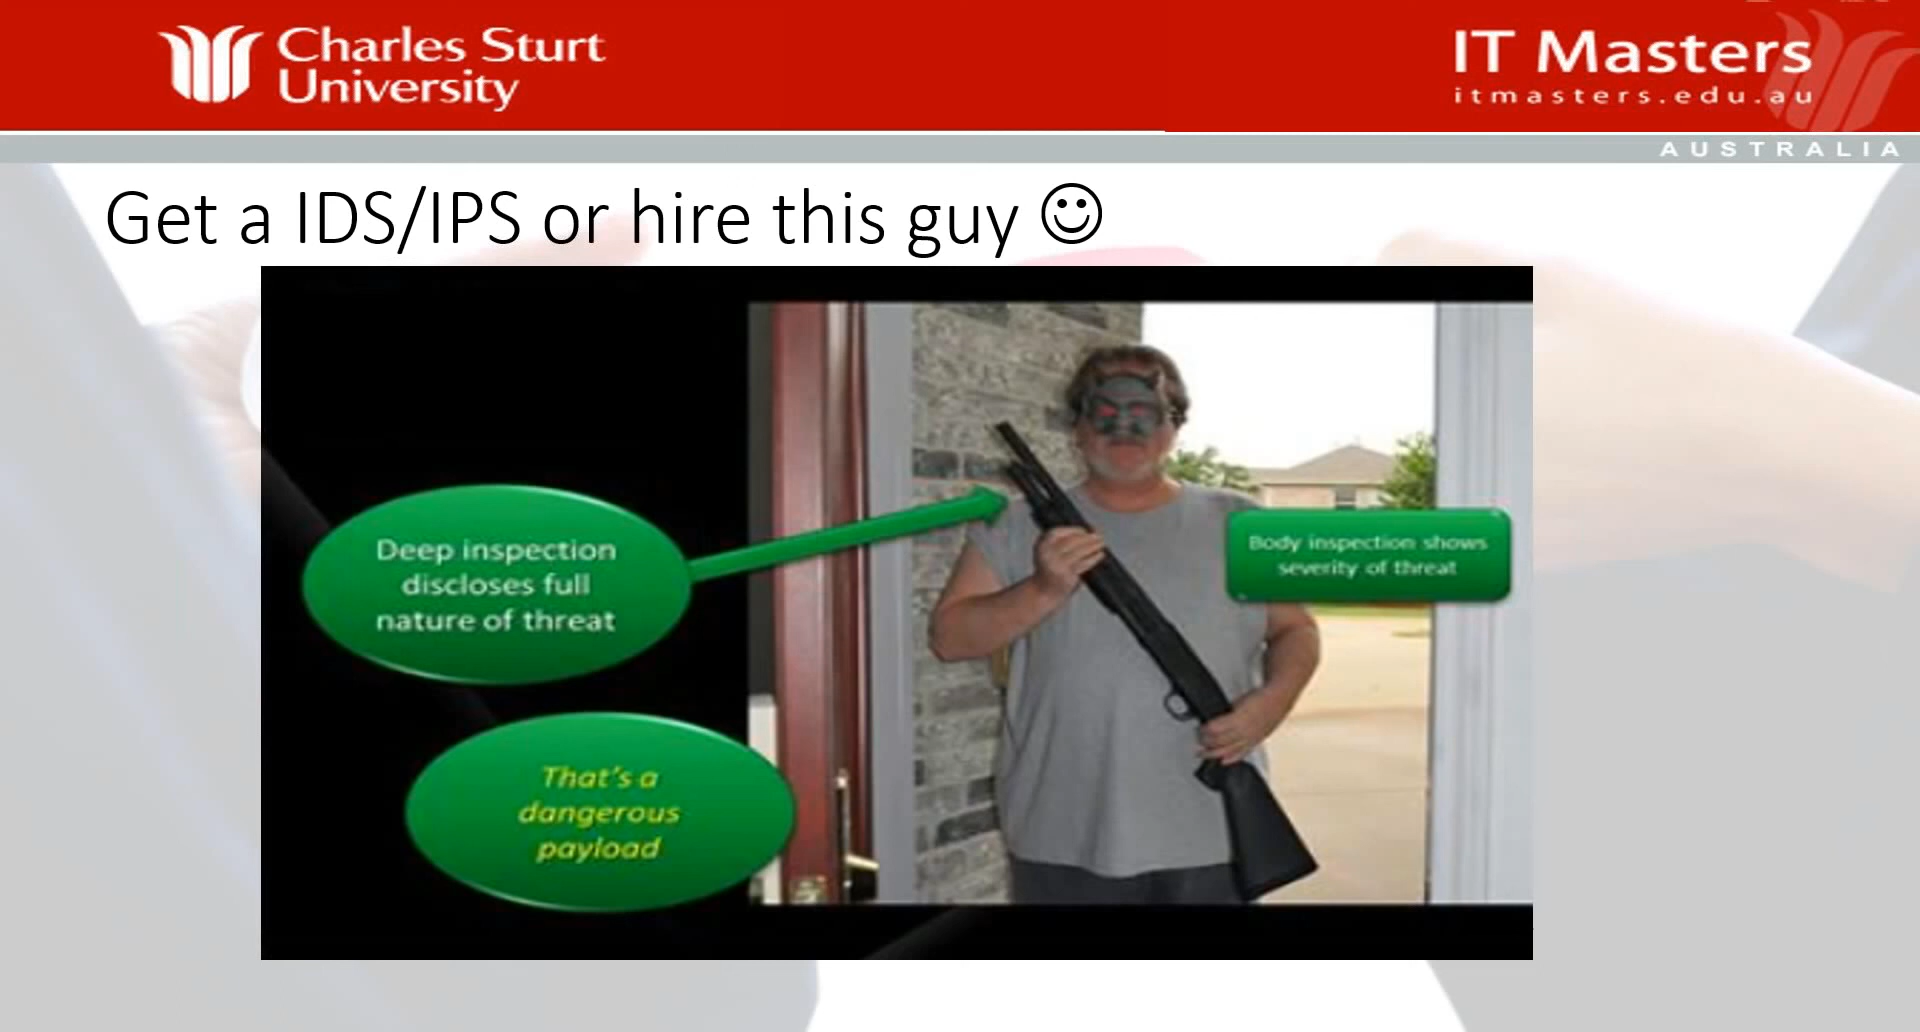 Charles Sturt
University
IT Masters
itmasters.edu.au
AUSTRALIA
Get a IDS/IPS or hire this guy ☺
Deep inspection
discloses full
nature of threat
Body inspection shows
severity of threat
That's a
dangerous
payload